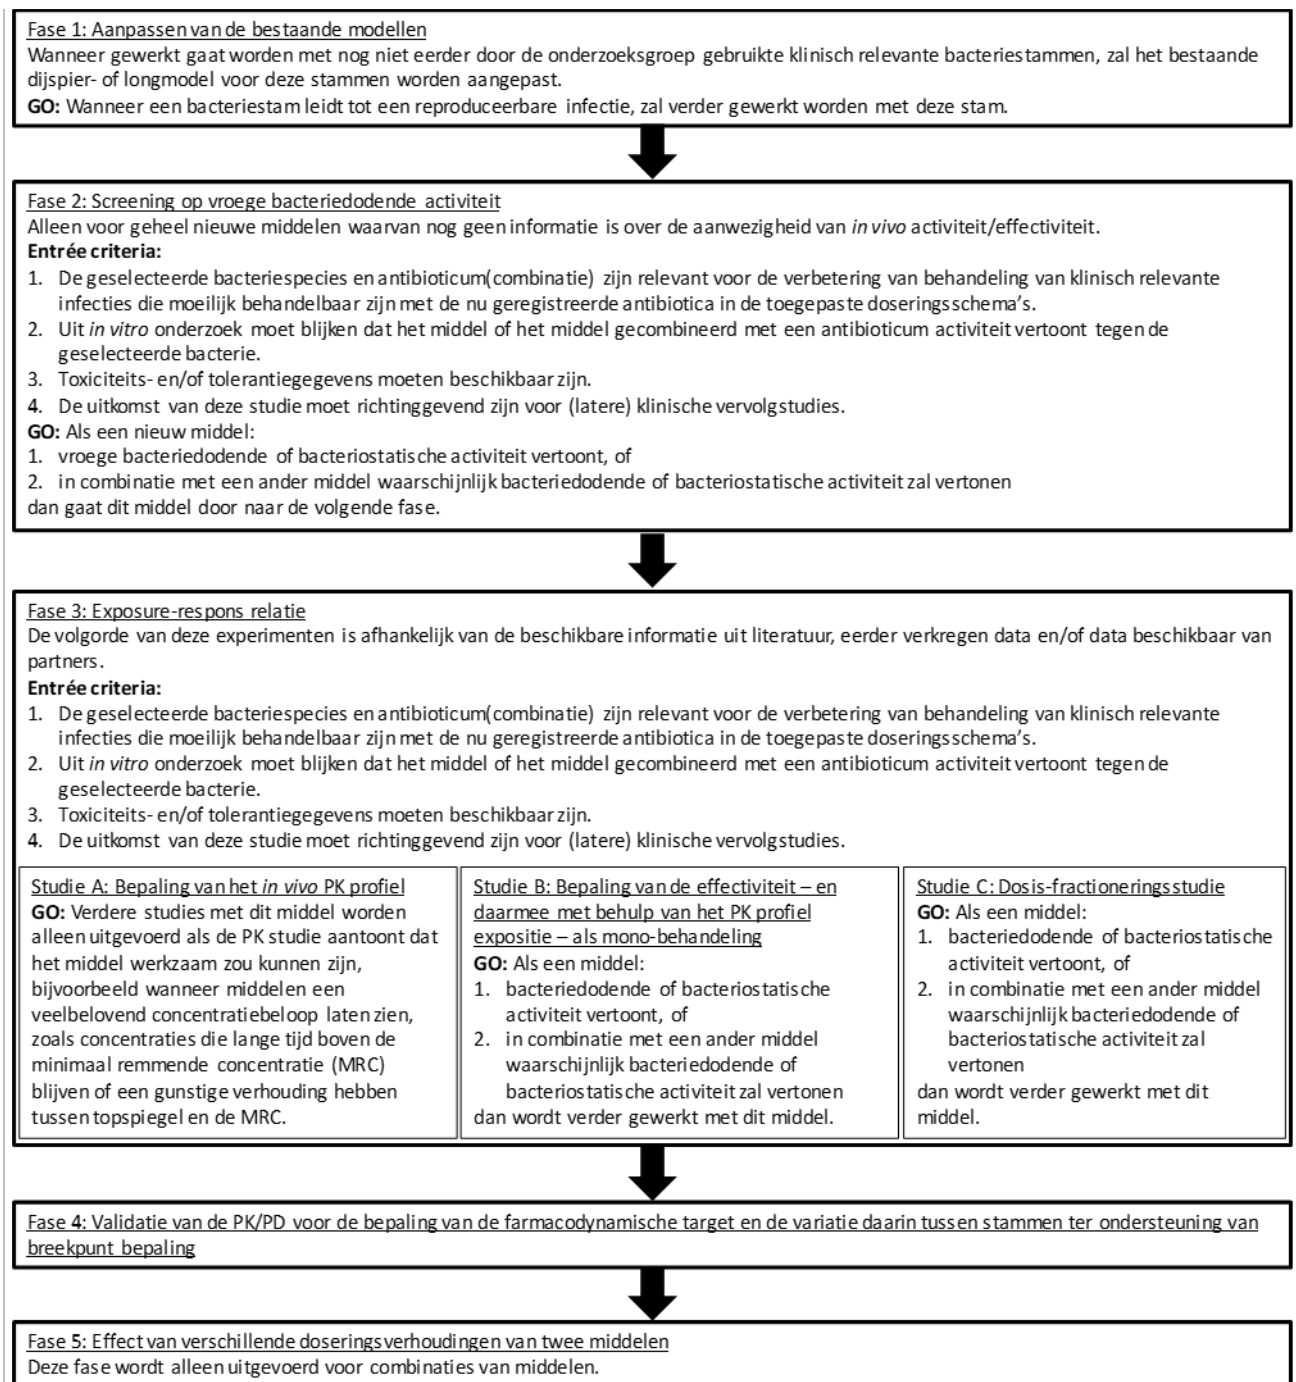 Fase 1: Aanpassen van de bestaande modellen
Wanneer gewerkt gaat worden met nog niet eerder door de onderzoeksgroep gebruikte klinisch relevante bacteriestammen, zal het bestaande
dijspier- of longmodel voor deze stammen worden aangepast.
GO: Wanneer een bacteriestam leidt tot een reproduceerbare infectie, zal verder gewerkt worden met deze stam.
Fase 2: Screening op vroege bacteriedodende activiteit
Alleen voor geheel nieuwe middelen waarvan nog geen informatie is over de aanwezigheid van in vivo activiteit/effectiviteit.
Entrée criteria:
1. De geselecteerde bacteriespecies en antibioticum(combinatie) zijn relevant voor de verbetering van behandeling van klinisch relevante
infecties die moeilijk behandelbaar zijn met de nu geregistreerde antibiotica in de toegepaste doseringsschema's.
2. Uit in vitro onderzoek moet blijken dat het middel of het middel gecombineerd met een antibioticum activiteit vertoont tegen de
geselecteerde bacterie.
3. Toxiciteits- en/of tolerantiegegevens moeten beschikbaar zijn.
4. De uitkomst van deze studie moet richtinggevend zijn voor (latere) klinische vervolgstudies.
GO: Als een nieuw middel:
1. vroege bacteriedodende of bacteriostatische activiteit vertoont, of
2. in combinatie met een ander middel waarschijnlijk bacteriedodende of bacteriostatische activiteit zal vertonen
dan gaat dit middel door naar de volgende fase.
Fase 3: Exposure-respons relatie
De volgorde van deze experimenten is afhankelijk van de beschikbare informatie uit literatuur, eerder verkregen data en/of data beschikbaar van
partners.
Entrée criteria:
1. De geselecteerde bacteriespecies en antibioticum(combinatie) zijn relevant voor de verbetering van behandeling van klinisch relevante
infecties die moeilijk behandelbaar zijn met de nu geregistreerde antibiotica in de toegepaste doseringsschema's.
2. Uit in vitro onderzoek moet blijken dat het middel of het middel gecombineerd met een antibioticum activiteit vertoont tegen de
geselecteerde bacterie.
3. Toxiciteits- en/of tolerantiegegevens moeten beschikbaar zijn.
4. De uitkomst van deze studie moet richtinggevend zijn voor (latere) klinische vervolgstudies.
Studie A: Bepaling van het in vivo PK profiel
GO: Verdere studies met dit middel worden
alleen uitgevoerd als de PK studie aantoont dat
het middel werkzaam zou kunnen zijn,
bijvoorbeeld wanneer middelen een
veelbelovend concentratiebeloop laten zien,
zoals concentraties die lange tijd boven de
minimaal remmende concentratie (MRC)
blijven of een gunstige verhouding hebben
tussen topspiegel en de MRC.
Studie B: Bepaling van de effectiviteit – en
daarmee met behulp van het PK profiel
expositie – als mono-behandeling
GO: Als een middel:
1. bacteriedodende of bacteriostatische
activiteit vertoont, of
2. in combinatie met een ander middel
waarschijnlijk bacteriedodende of
bacteriostatische activiteit zal vertonen
dan wordt verder gewerkt met dit middel.
Studie C: Dosis-fractioneringsstudie
GO: Als een middel:
1. bacteriedodende of bacteriostatische
activiteit vertoont, of
2. in combinatie met een ander middel
waarschijnlijk bacteriedodende of
bacteriostatische activiteit zal
vertonen
dan wordt verder gewerkt met dit
middel.
Fase 4: Validatie van de PK/PD voor de bepaling van de farmacodynamische target en de variatie daarin tussen stammen ter ondersteuning van
breekpunt bepaling
Fase 5: Effect van verschillende doseringsverhoudingen van twee middelen
Deze fase wordt alleen uitgevoerd voor combinaties van middelen.